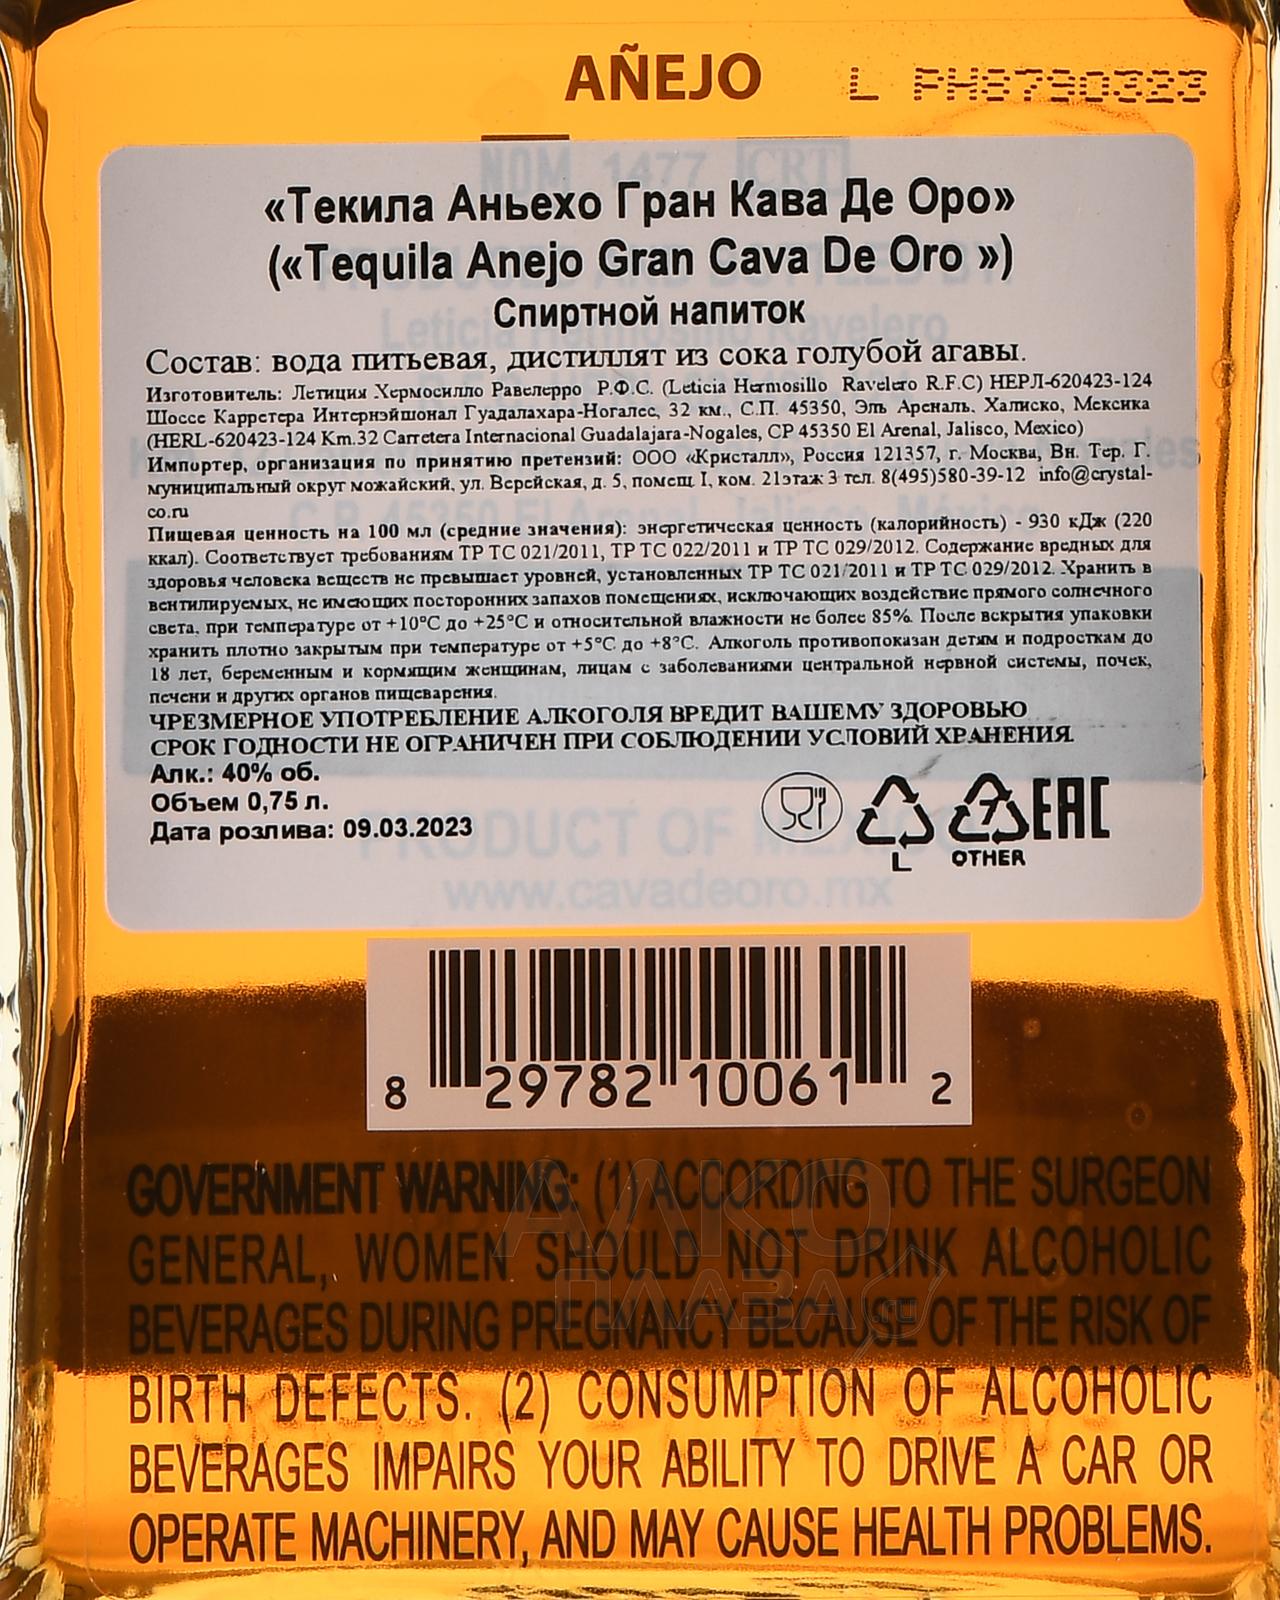 AÑEJO L PH8790323
NOM 1477 CRT
«Текила Аньехо Гран Кава Де Оро»
(«Tequila Anejo Gran Cava De Oro »)
Спиртной напиток
Состав: вода питьевая, дистиллят из сока голубой агавы.
Изготовитель: Летиция Хермосилло Равелерро Р.Ф.С. (Leticia Hermosillo Ravelero R.F.C) НЕРЛ-620423-124
Шоссе Карретера Интернэйшонал Гуадалахара-Ногалес, 32 км., С.П. 45350, Эль Ареналь. Халиско, Мексика
(HERL-620423-124 Km.32 Carretera Internacional Guadalajara-Nogales, CP 45350 El Arenal, Jalisco, Mexico)
Импортер, организация по принятию претензий: ООО «Кристалл», Россия 121357, г. Москва, Вн. Тер. Г.
муниципальный округ можайский, ул. Верейская, д. 5, помещ I, ком. 21этаж 3 тел. 8(495)580-39-12 info@crystal-
co.ru
Пищевая ценность на 100 мл (средние значения): энергетическая ценность (калорийность) - 930 кДж (220
ккал). Соответствует требованиям ТР ТС 021/2011, ТР ТС 022/2011 и ТР ТС 029/2012. Содержание вредных для
здоровья человека веществ не превышает уровней, установленных ТР ТС 021/2011 и ТР ТС 029/2012. Хранить в
вентилируемых, не имеющих посторонних запахов помещениях, исключающих воздействие прямого солнечного
света, при температуре от +10°С до +25°С и относительной влажности не более 85%. После вскрытия упаковки
хранить плотно закрытым при температуре от +5°С до +8°С. Алкоголь противопоказан детям и подросткам до
18 лет, беременным и кормящим женщинам, лицам с заболеваниями центральной нервной системы, почек,
печени и других органов пищеварения.
ЧРЕЗМЕРНОЕ УПОТРЕБЛЕНИЕ АЛКОГОЛЯ ВРЕДИТ ВАШЕМУ ЗДОРОВЬЮ
СРОК ГОДНОСТИ НЕ ОГРАНИЧЕН ПРИ СОБЛЮДЕНИИ УСЛОВИЙ ХРАНЕНИЯ.
Алк.: 40% об.
Объем 0,75 л.
Дата розлива: 09.03.2023
L 7 OTHER EAC
PRODUCT OF MEXICO
www.cavadeoro.mx
8 29782 10061 2
GOVERNMENT WARNING: (1) ACCORDING TO THE SURGEON
GENERAL, WOMEN SHOULD NOT DRINK ALCOHOLIC
BEVERAGES DURING PREGNANCY BECAUSE OF THE RISK OF
BIRTH DEFECTS. (2) CONSUMPTION OF ALCOHOLIC
BEVERAGES IMPAIRS YOUR ABILITY TO DRIVE A CAR OR
OPERATE MACHINERY, AND MAY CAUSE HEALTH PROBLEMS.
АЛКО
ПЛАЗА.ru